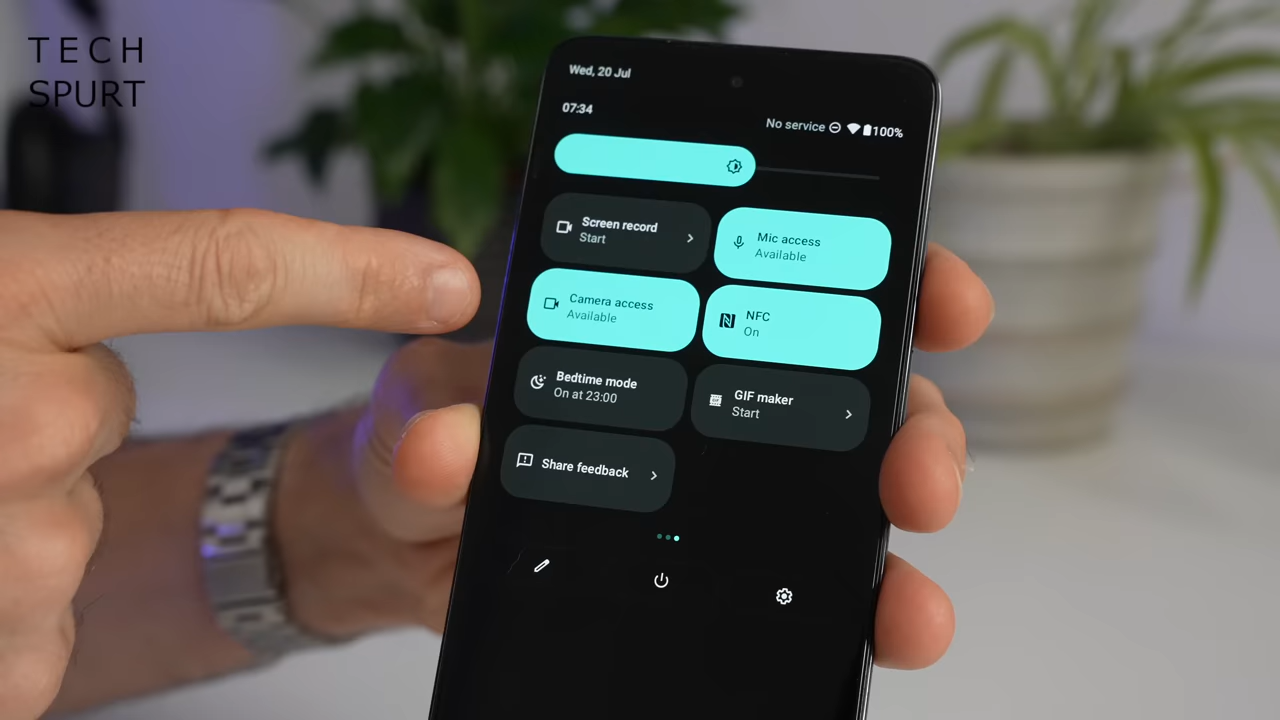 TECH
SPURT
Wed, 20 Jul
07:34
No service 100%
Screen record
Start
Mic access
Available
Camera access
Available
NFC
On
Bedtime mode
On at 23:00
GIF maker
Start
Share feedback